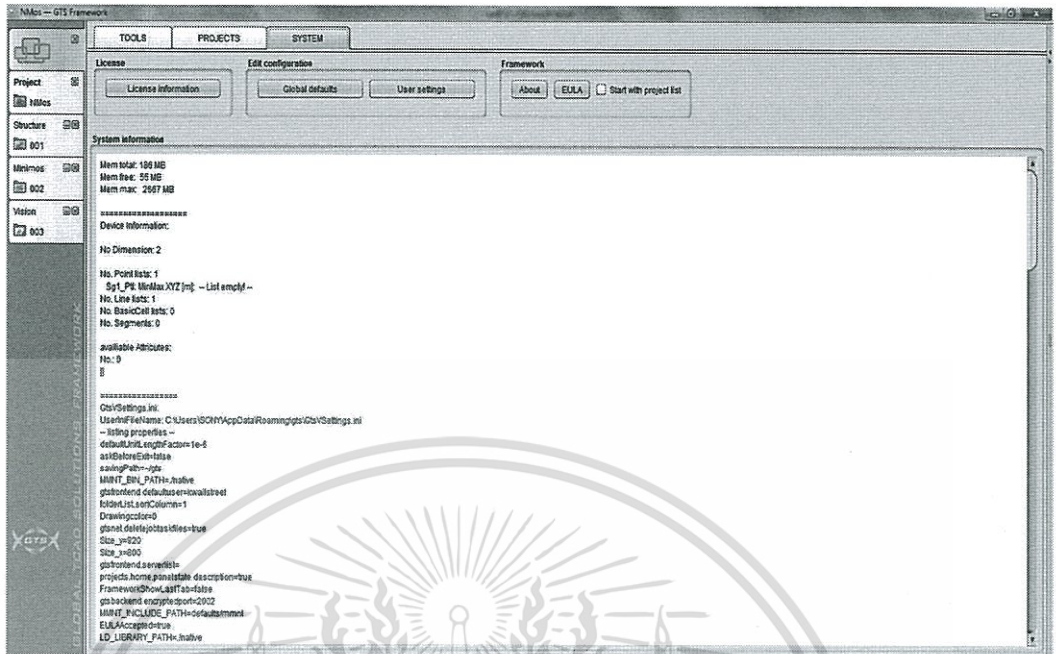 NMos — GTS Framework
TOOLS PROJECTS SYSTEM
License Edit configuration Framework
License information Global defaults User settings About EULA Start with project list
Project
NMos
Structure
001
Minimos
002
Vision
003
System information
Mem total: 186 MB
Mem free: 55 MB
Mem max: 2667 MB
===================
Device Information:
No Dimension: 2
No. Point lists: 1
Sg1_Ptl: MinMax XYZ [m]: -- List empty! --
No. Line lists: 1
No. BasicCell lists: 0
No. Segments: 0
availiable Attributes:
No.: 0
=================
GtsVSettings.ini:
UserIniFileName: C:\Users\SONY\AppData\Roaming\gts\GtsVSettings.ini
-- listing properties --
defaultUnitLengthFactor=1e-6
askBeforeExit=false
savingPath=~/gts
MMNT_BIN_PATH=./native
gtsfrontend.defaultuser=lcwallstreet
folderList.sortColumn=1
Drawingcolor=0
gtsnet.deletejobtaskfiles=true
Size_y=920
Size_x=800
gtsfrontend.serverlist=
projects.home.panelstate.description=true
FrameworkShowLastTab=false
gtsbackend.encryptedport=2902
MMNT_INCLUDE_PATH=defaults/mmnt
EULAAccepted=true
LD_LIBRARY_PATH=./native
GLOBAL TCAD SOLUTIONS FRAMEWORK
GTS